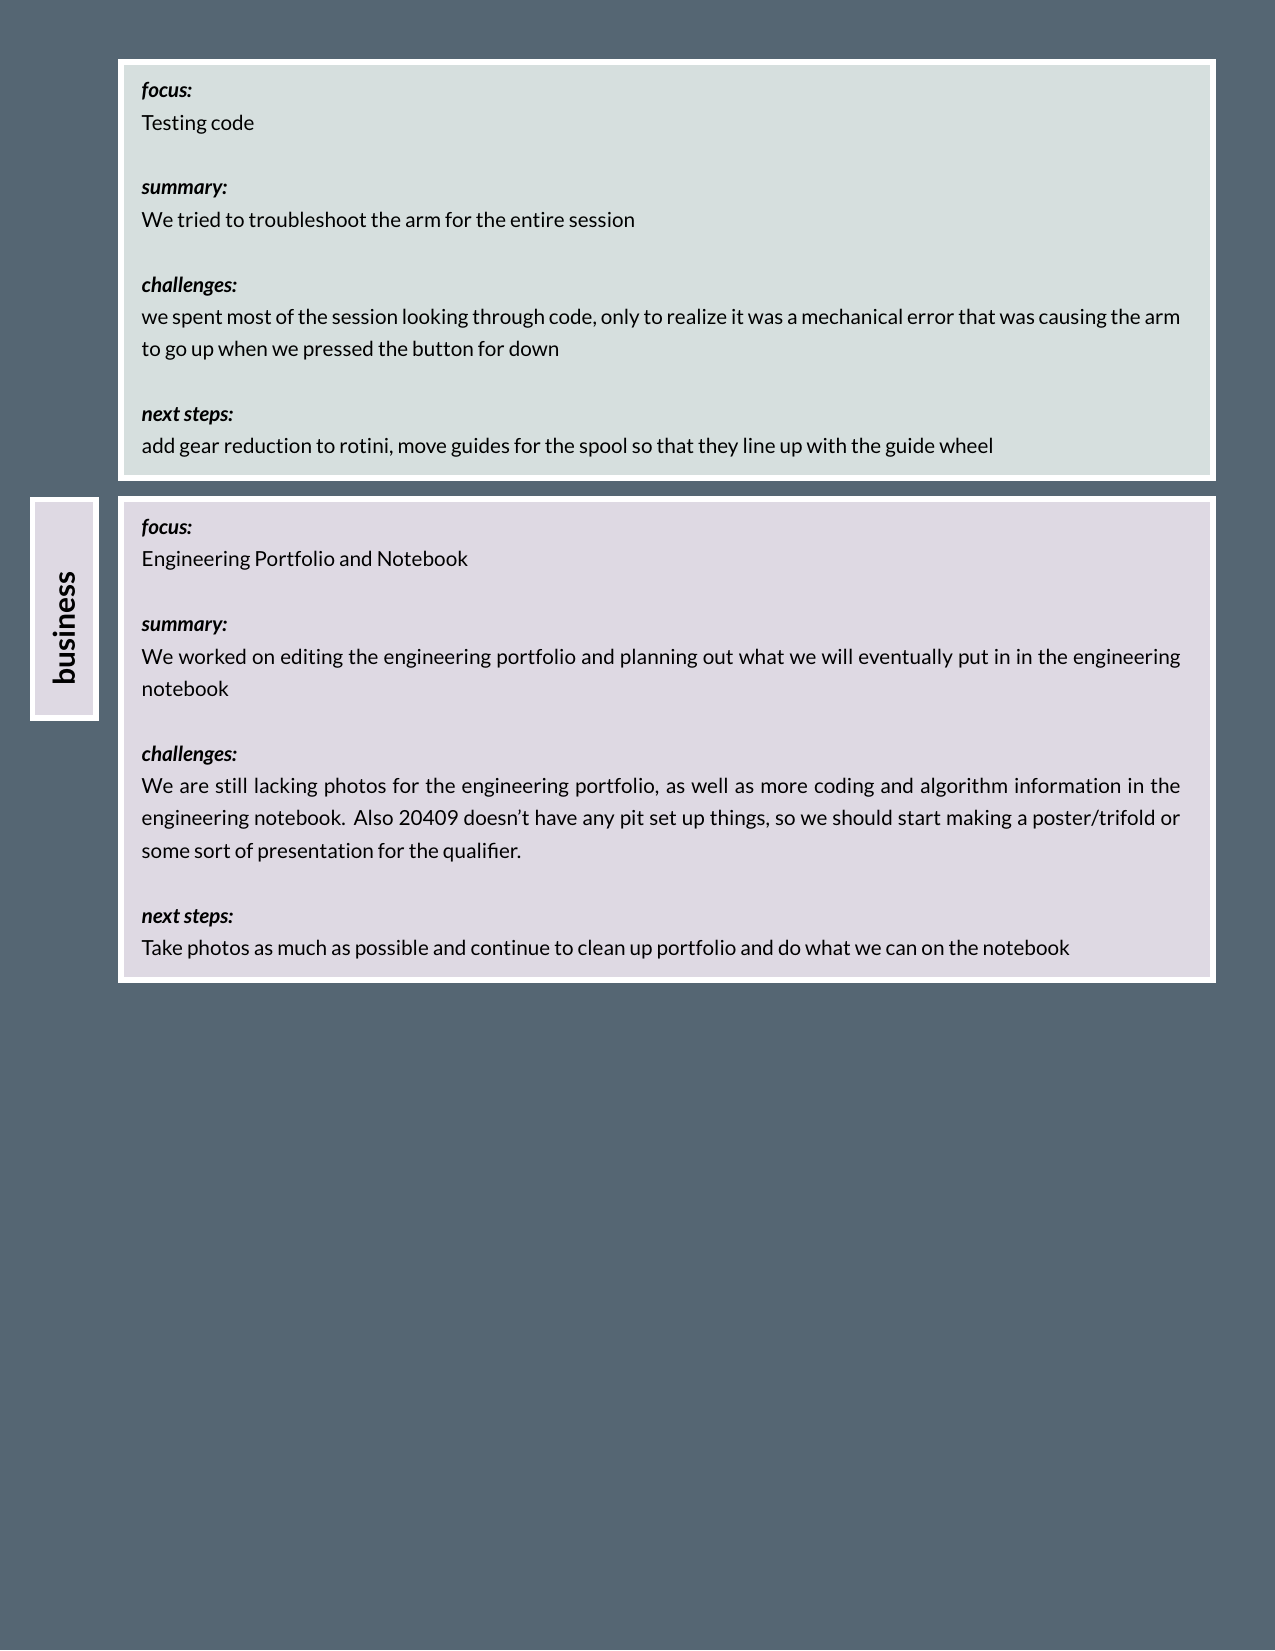 focus:
Testing code
summary:
We tried to troubleshoot the arm for the entire session
challenges:
we spent most of the session looking through code, only to realize it was a mechanical error that was causing the arm
to go up when we pressed the button for down
next steps:
add gear reduction to rotini, move guides for the spool so that they line up with the guide wheel
business
focus:
Engineering Portfolio and Notebook
summary:
We worked on editing the engineering portfolio and planning out what we will eventually put in in the engineering
notebook
challenges:
We are still lacking photos for the engineering portfolio, as well as more coding and algorithm information in the
engineering notebook. Also 20409 doesn’t have any pit set up things, so we should start making a poster/trifold or
some sort of presentation for the qualifier.
next steps:
Take photos as much as possible and continue to clean up portfolio and do what we can on the notebook